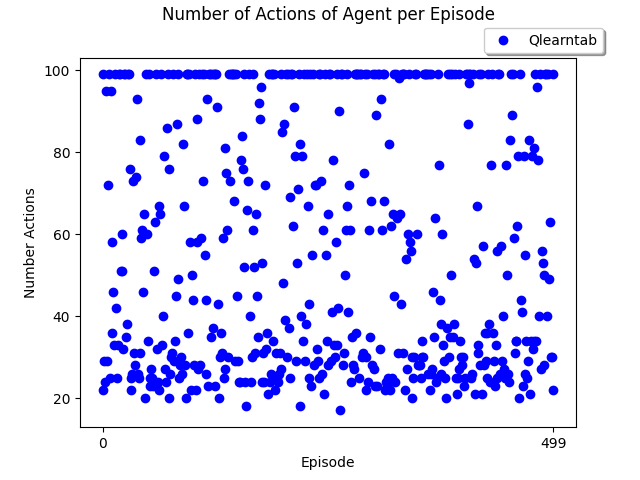 Number of Actions of Agent per Episode
Qlearntab
100
80
60
40
20
Number Actions
0
499
Episode